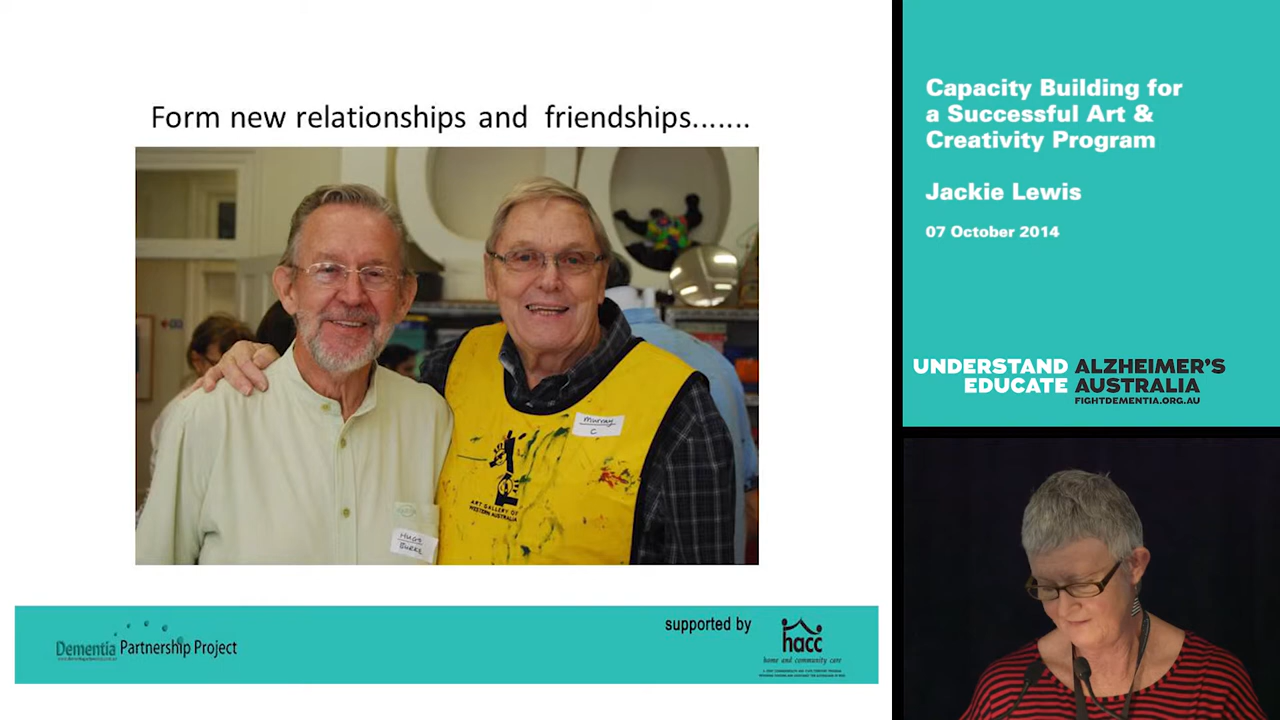 Form new relationships and friendships.......
Murray
C
ART GALLERY OF
WESTERN AUSTRALIA
HUGO
BURKE
Dementia Partnership Project
supported by
hacc
home and community care
Capacity Building for
a Successful Art &
Creativity Program
Jackie Lewis
07 October 2014
UNDERSTAND ALZHEIMER'S
EDUCATE AUSTRALIA
FIGHTDEMENTIA.ORG.AU